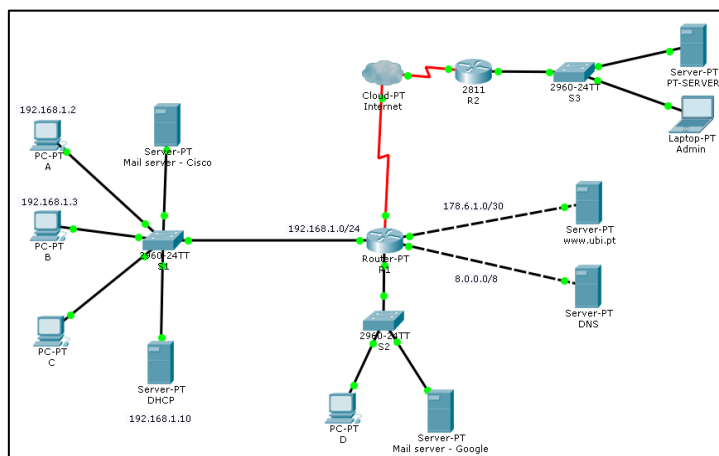 192.168.1.2
PC-PT
A
Server-PT
Mail server - Cisco
192.168.1.3
PC-PT
B
2960-24TT
S1
PC-PT
C
Server-PT
DHCP
192.168.1.10
192.168.1.0/24
Cloud-PT
Internet
2811
R2
2960-24TT
S3
Server-PT
PT-SERVER
Laptop-PT
Admin
178.6.1.0/30
Server-PT
www.ubi.pt
Router-PT
R1
8.0.0.0/8
Server-PT
DNS
2960-24TT
S2
PC-PT
D
Server-PT
Mail server - Google